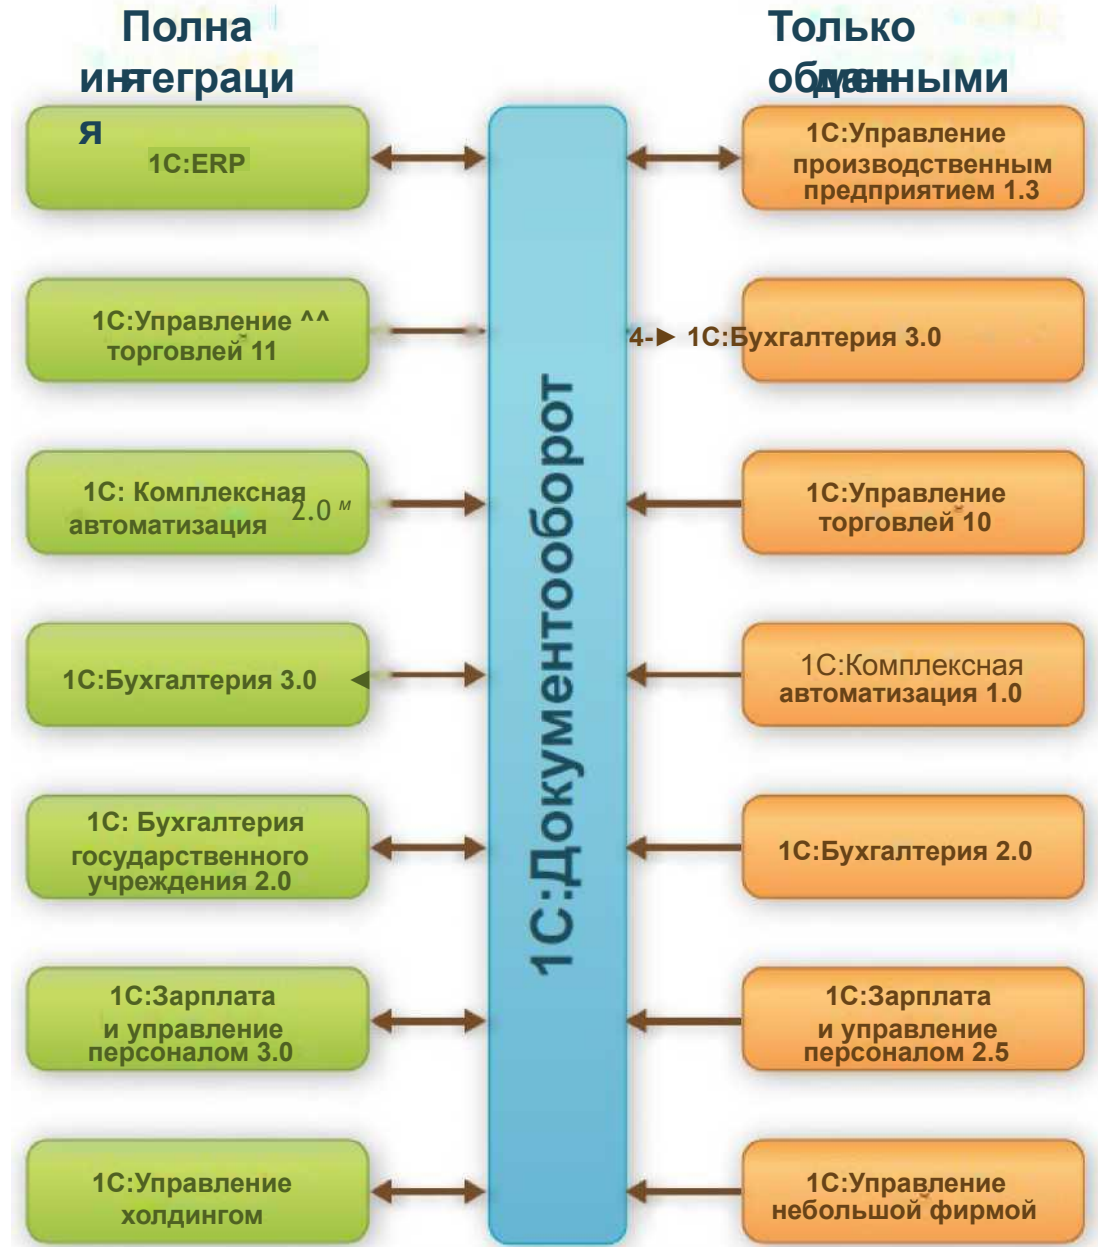 Полна
я
интеграци
я
1С:ERP
1С:Управление ^^
торговлей 11
1С: Комплексная
автоматизация 2.0 м
1С:Бухгалтерия 3.0 ◄
1С: Бухгалтерия
государственного
учреждения 2.0
1С:Зарплата
и управление
персоналом 3.0
1С:Управление
холдингом
1С:Документооборот
Только
обмен
данными
1С:Управление
производственным
предприятием 1.3
4-► 1С:Бухгалтерия 3.0
1С:Управление
торговлей 10
1С:Комплексная
автоматизация 1.0
1С:Бухгалтерия 2.0
1С:Зарплата
и управление
персоналом 2.5
1С:Управление
небольшой фирмой